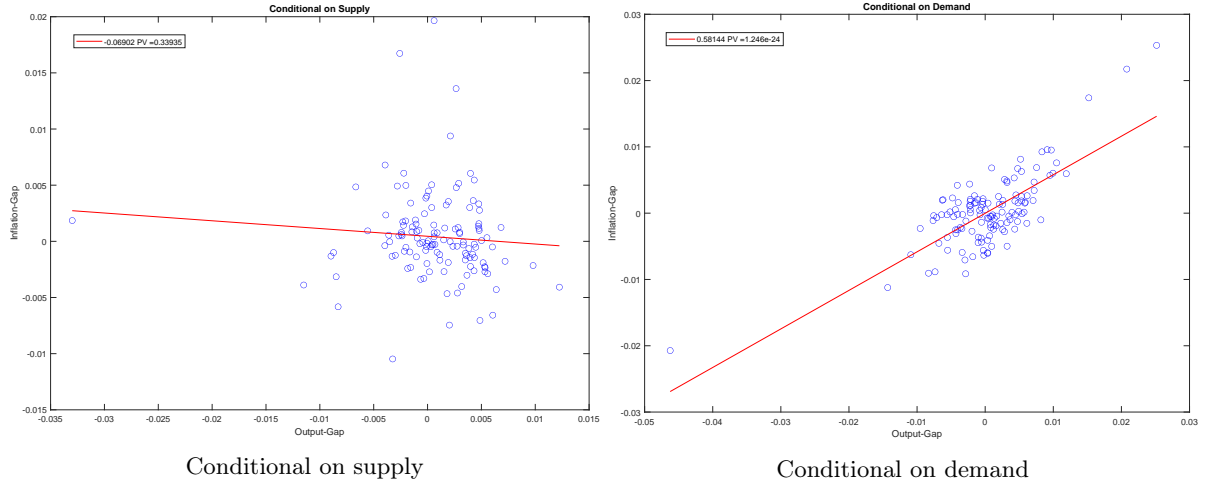 Conditional on Supply
0.02
0.015
0.01
0.005
0
-0.005
-0.01
-0.015
-0.06902 PV =0.33935
Inflation-Gap
-0.035 -0.03 -0.025 -0.02 -0.015 -0.01 -0.005 0 0.005 0.01 0.015
Output-Gap
Conditional on supply
Conditional on Demand
0.03
0.02
0.01
0
-0.01
-0.02
-0.03
0.58144 PV =1.246e-24
Inflation-Gap
-0.05 -0.04 -0.03 -0.02 -0.01 0 0.01 0.02 0.03
Output-Gap
Conditional on demand